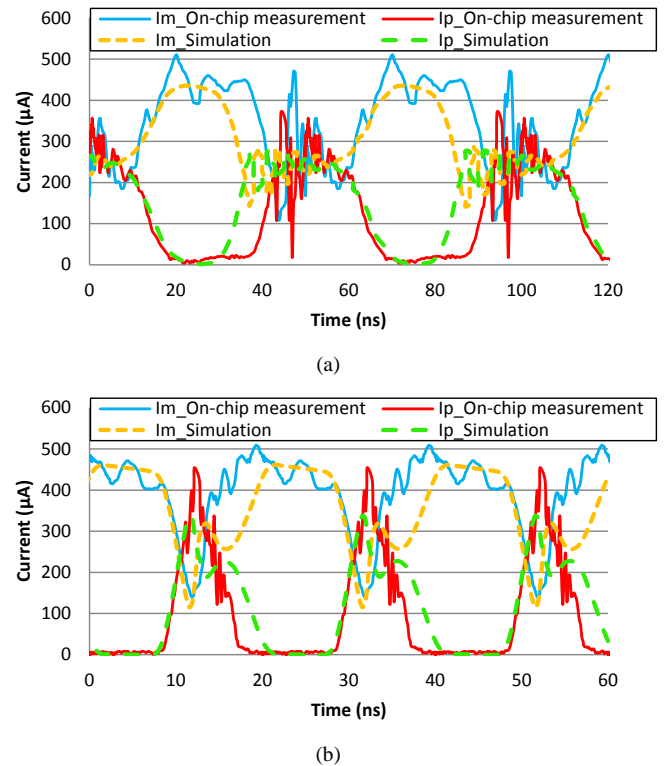 Im_On-chip measurement Ip_On-chip measurement
Im_Simulation Ip_Simulation
600
500
400
300
200
100
0
Current (µA)
0 20 40 60 80 100 120
Time (ns)
(a)
Im_On-chip measurement Ip_On-chip measurement
Im_Simulation Ip_Simulation
600
500
400
300
200
100
0
Current (µA)
0 10 20 30 40 50 60
Time (ns)
(b)